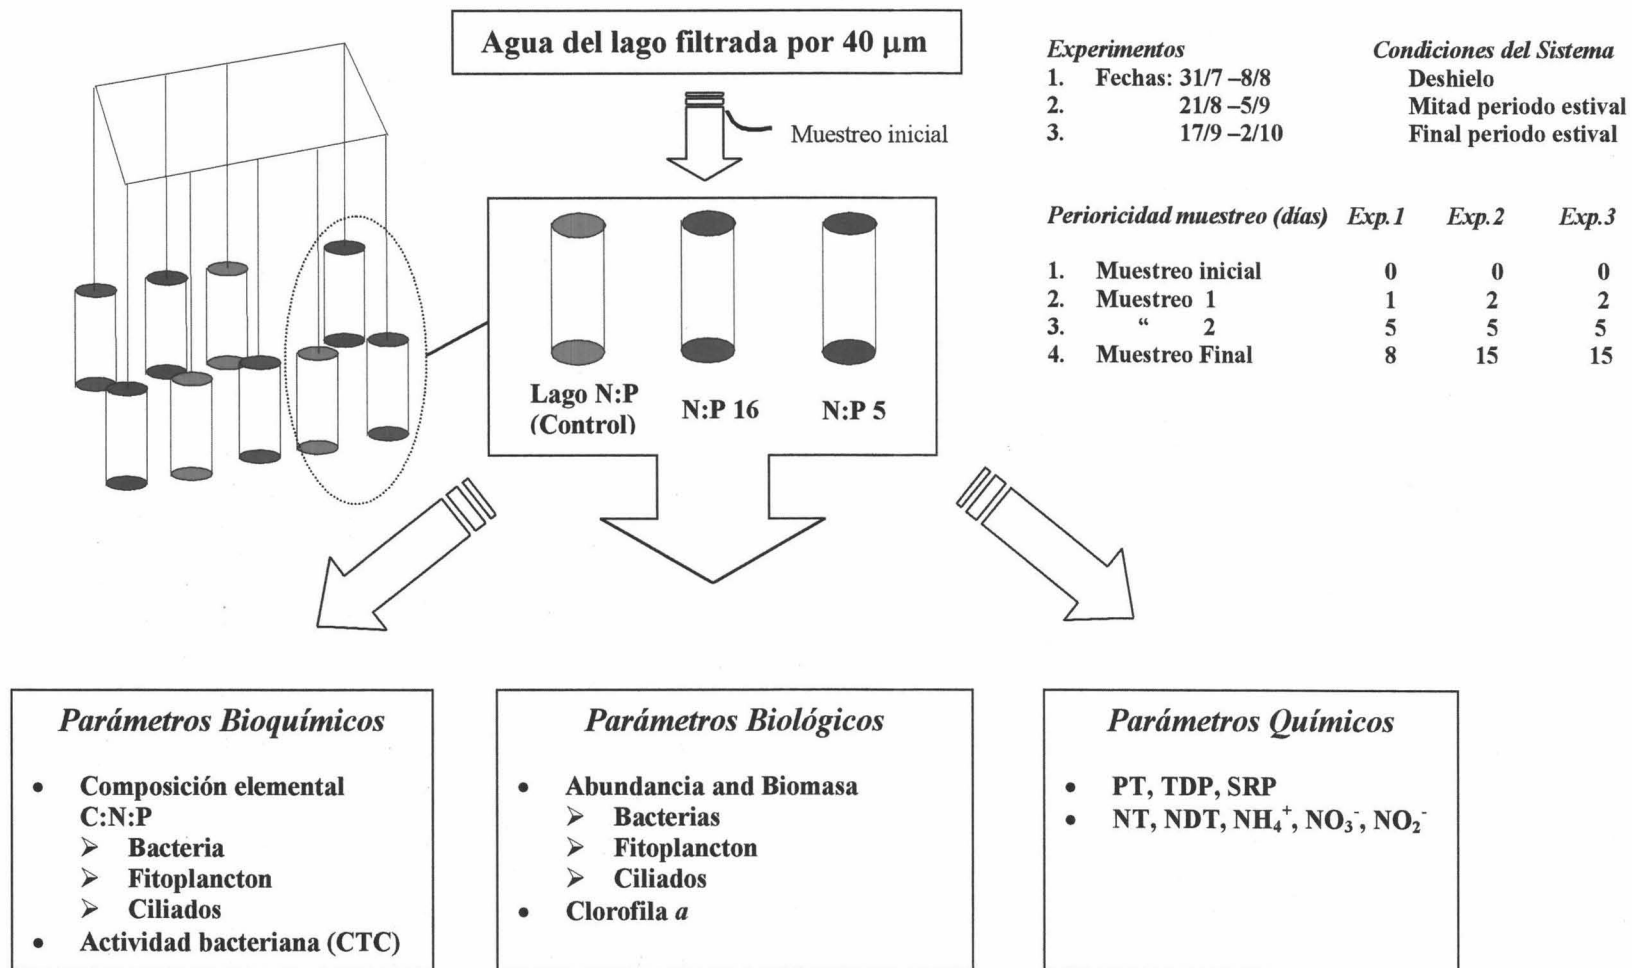 Agua del lago filtrada por 40 μm
Muestreo inicial
Experimentos Condiciones del Sistema
1. Fechas: 31/7 –8/8 Deshielo
2. 21/8 –5/9 Mitad periodo estival
3. 17/9 –2/10 Final periodo estival
Perioricidad muestreo (días) Exp.1 Exp.2 Exp.3
1. Muestreo inicial 0 0 0
2. Muestreo 1 1 2 2
3. “ 2 5 5 5
4. Muestreo Final 8 15 15
Lago N:P
(Control)
N:P 16
N:P 5
Parámetros Bioquímicos
• Composición elemental
C:N:P
➢ Bacteria
➢ Fitoplancton
➢ Ciliados
• Actividad bacteriana (CTC)
Parámetros Biológicos
• Abundancia and Biomasa
➢ Bacterias
➢ Fitoplancton
➢ Ciliados
• Clorofila a
Parámetros Químicos
• PT, TDP, SRP
• NT, NDT, NH₄⁺, NO₃⁻, NO₂⁻